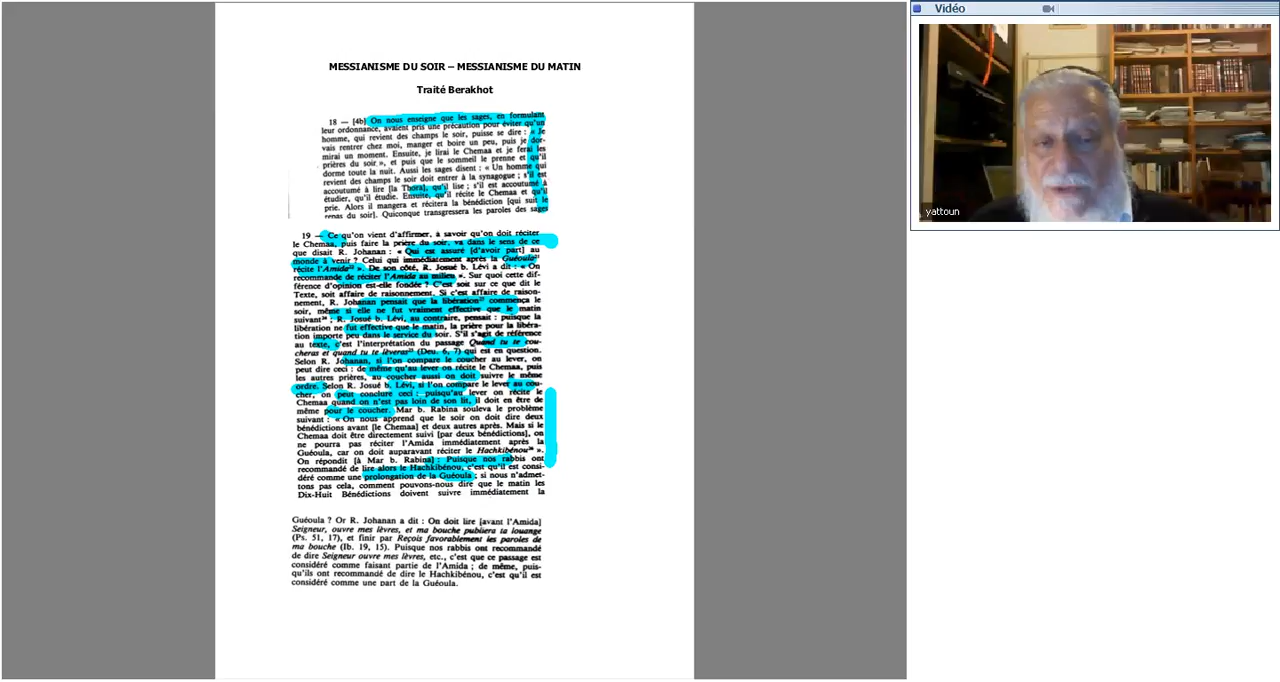 MESSIANISME DU SOIR – MESSIANISME DU MATIN
Traité Berakhot
18 — [4b] On nous enseigne que les sages, en formulant
leur ordonnance, avaient pris une précaution pour éviter qu'un
homme, qui revient des champs le soir, puisse se dire : « Je
vais rentrer chez moi, manger et boire un peu, puis je dor-
mirai un moment. Ensuite, je lirai le Chemaa et je ferai les
prières du soir », et puis que le sommeil le prenne et qu'il
dorme toute la nuit. Aussi les sages disent : « Un homme qui
revient des champs le soir doit entrer à la synagogue ; s'il est
accoutumé à lire [la Thora], qu'il lise ; s'il est accoutumé à
étudier, qu'il étudie. Ensuite, qu'il récite le Chemaa et qu'il
prie. Alors il mangera et récitera la bénédiction [qui suit le
repas du soir]. Quiconque transgressera les paroles des sages
19 — Ce qu'on vient d'affirmer, à savoir qu'on doit réciter
le Chemaa, puis faire la prière du soir, va dans le sens de ce
que disait R. Johanan : « Qui est assuré [d'avoir part] au
monde à venir ? Celui qui immédiatement après la Guéoula
récite l'Amida ». De son côté, R. Josué b. Lévi a dit : « On
recommande de réciter l'Amida au milieu ». Sur quoi cette dif-
férence d'opinion est-elle fondée ? C'est soit sur ce que dit le
Texte, soit affaire de raisonnement. Si c'est affaire de raison-
nement, R. Johanan pensait que la libération commença le
soir, même si elle ne fut vraiment effective que le matin
suivant ; R. Josué b. Lévi, au contraire, pensait : puisque la
libération ne fut effective que le matin, la prière pour la libéra-
tion importe peu dans le service du soir. S'il s'agit de référence
au texte, c'est l'interprétation du passage Quand tu te cou-
cheras et quand tu te lèveras (Deu. 6, 7) qui est en question.
Selon R. Johanan, si l'on compare le coucher au lever, on
peut dire ceci : de même qu'au lever on récite le Chemaa, puis
les autres prières, au coucher aussi on doit suivre le même
ordre. Selon R. Josué b. Lévi, si l'on compare le lever au cou-
cher, on peut conclure ceci : puisqu'au lever on récite le
Chemaa quand on n'est pas loin de son lit, il doit en être de
même pour le coucher. Mar b. Rabina souleva le problème
suivant : « On nous apprend que le soir on doit dire deux
bénédictions avant [le Chemaa] et deux autres après. Mais si le
Chemaa doit être directement suivi [par deux bénédictions], on
ne pourra pas réciter l'Amida immédiatement après la
Guéoula, car on doit auparavant réciter le Hachkibénou ».
On répondit [à Mar b. Rabina] : Puisque nos rabbis ont
recommandé de lire alors le Hachkibénou, c'est qu'il est consi-
déré comme une prolongation de la Guéoula ; si nous n'admet-
tons pas cela, comment pouvons-nous dire que le matin les
Dix-Huit Bénédictions doivent suivre immédiatement la
Guéoula ? Or R. Johanan a dit : On doit lire [avant l'Amida]
Seigneur, ouvre mes lèvres, et ma bouche publiera ta louange
(Ps. 51, 17), et finir par Reçois favorablement les paroles de
ma bouche (Ib. 19, 15). Puisque nos rabbis ont recommandé
de dire Seigneur ouvre mes lèvres, etc., c'est que ce passage est
considéré comme faisant partie de l'Amida ; de même, puis-
qu'ils ont recommandé de dire le Hachkibénou, c'est qu'il est
considéré comme une part de la Guéoula.
Vidéo
yattoun